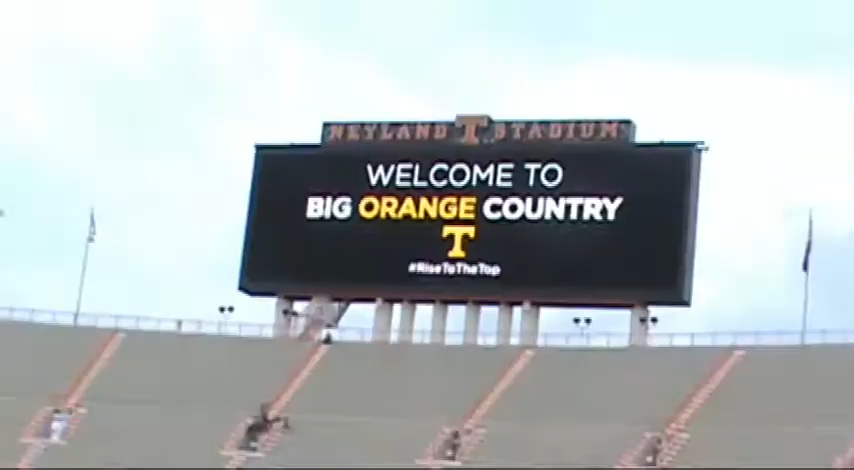 NEYLAND T STADIUM
WELCOME TO
BIG ORANGE COUNTRY
T
#RiseToTheTop